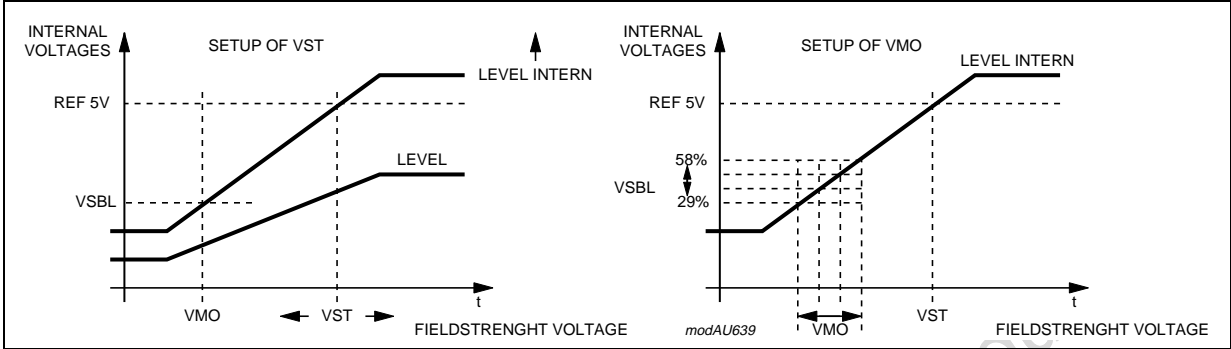 INTERNAL
VOLTAGES
SETUP OF VST
LEVEL INTERN
REF 5V
LEVEL
VSBL
t
VMO
VST
FIELDSTRENGHT VOLTAGE
INTERNAL
VOLTAGES
SETUP OF VMO
LEVEL INTERN
REF 5V
58%
VSBL
29%
t
modAU639
VMO
VST
FIELDSTRENGHT VOLTAGE